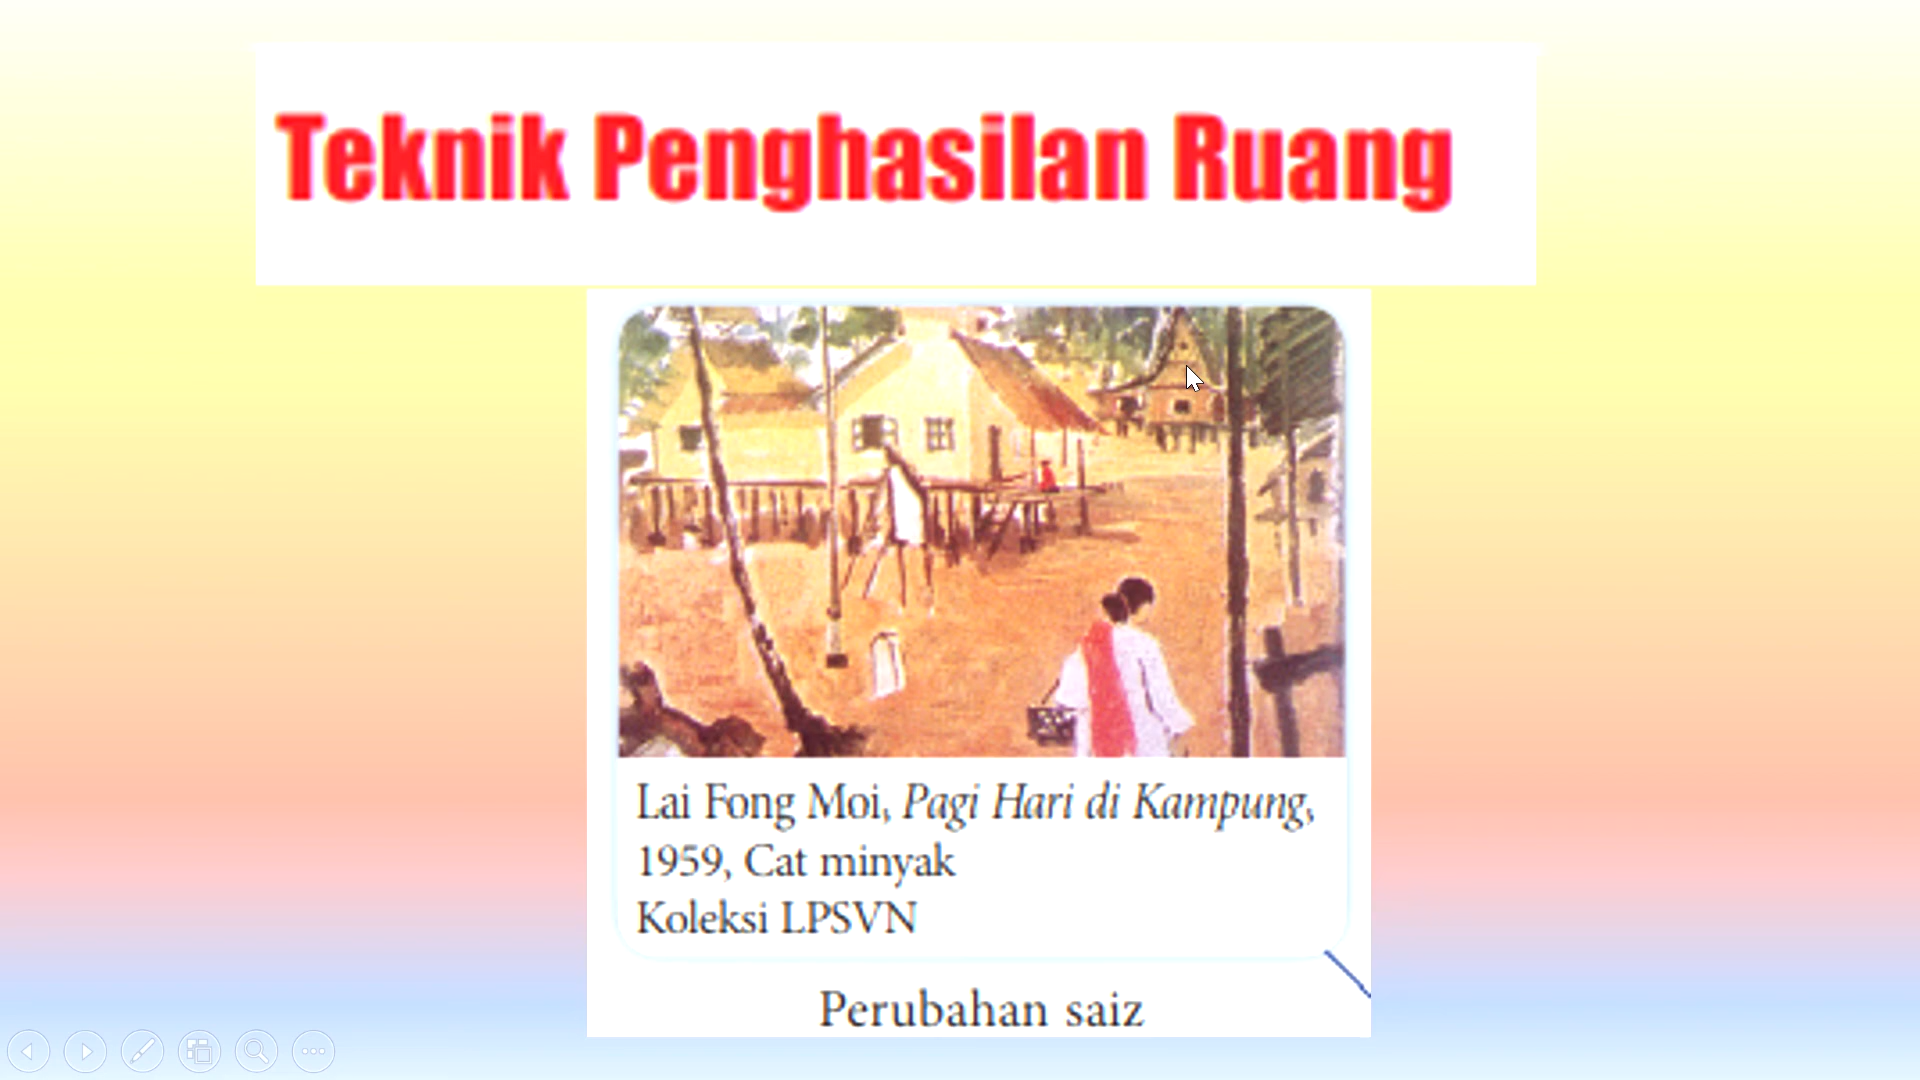 Teknik Penghasilan Ruang
Lai Fong Moi, Pagi Hari di Kampung,
1959, Cat minyak
Koleksi LPSVN
Perubahan saiz